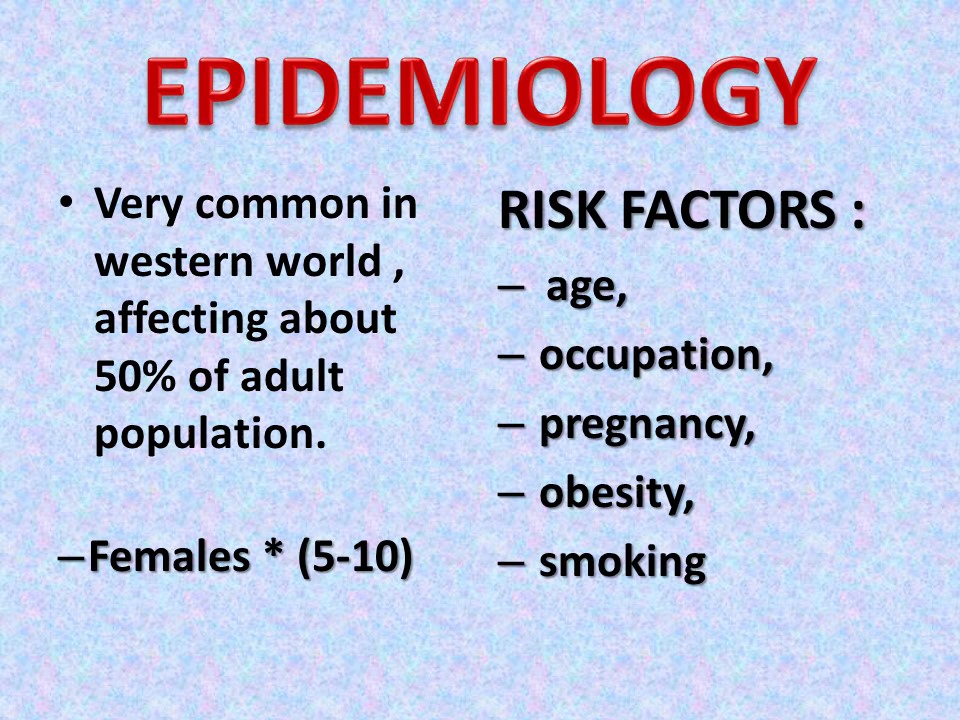 EPIDEMIOLOGY
• Very common in
western world ,
affecting about
50% of adult
population.
–Females * (5-10)
RISK FACTORS :
– age,
– occupation,
– pregnancy,
– obesity,
– smoking